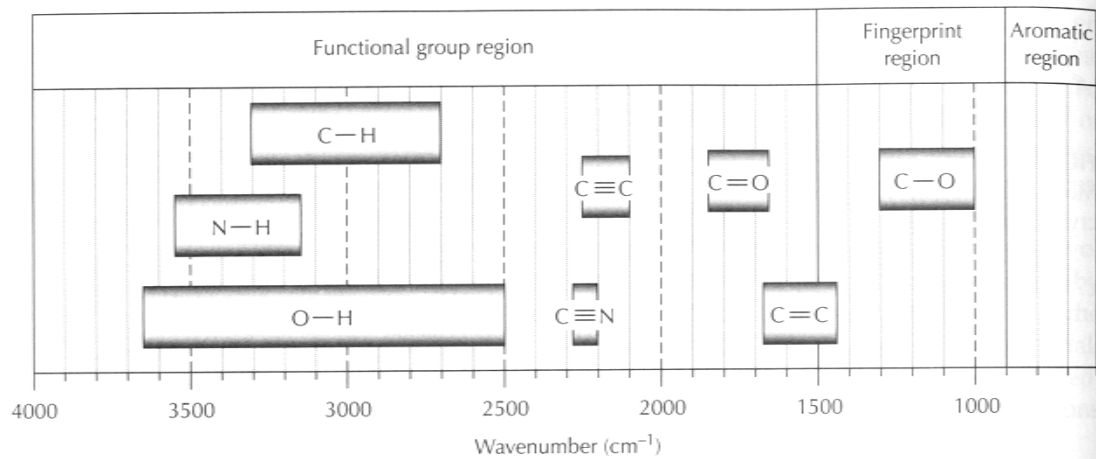 Functional group region
Fingerprint
region
Aromatic
region
C—H
C≡C
C=O
C—O
N—H
O—H
C≡N
C=C
4000
3500
3000
2500
2000
1500
1000
Wavenumber (cm⁻¹)